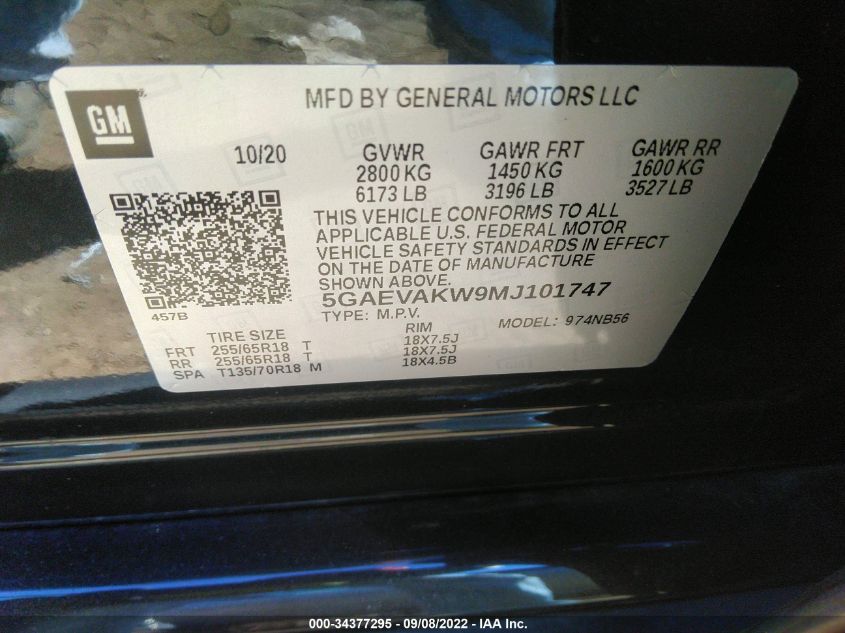 GM
MFD BY GENERAL MOTORS LLC
10/20 GVWR GAWR FRT GAWR RR
2800 KG 1450 KG 1600 KG
6173 LB 3196 LB 3527 LB
THIS VEHICLE CONFORMS TO ALL
APPLICABLE U.S. FEDERAL MOTOR
VEHICLE SAFETY STANDARDS IN EFFECT
ON THE DATE OF MANUFACTURE
SHOWN ABOVE.
457B
5GAEVAKW9MJ101747
TYPE: M.P.V. MODEL: 974NB56
TIRE SIZE RIM
FRT 255/65R18 T 18X7.5J
RR 255/65R18 T 18X7.5J
SPA T135/70R18 M 18X4.5B
000-34377295 - 09/08/2022 - IAA Inc.